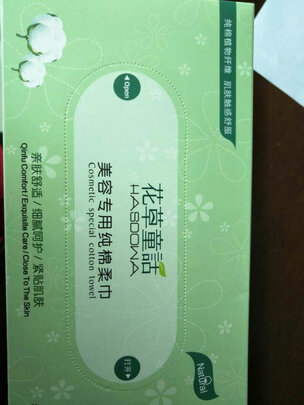 纯棉植物纤维 肌肤触感舒服
Open
花草童話
HASDOWA
美容专用纯棉柔巾
Cosmetic special cotton towel
亲肤舒适/细腻呵护/紧贴肌肤
Qinfu Comfort/Exquisite Care/Close To The Skin
打开
Natural